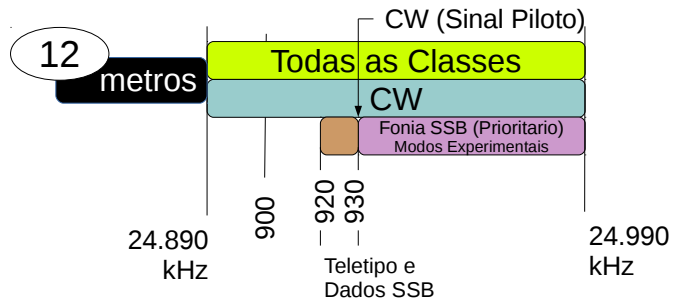 CW (Sinal Piloto)
12
metros
Todas as Classes
CW
Fonia SSB (Prioritario)
Modos Experimentais
900
920
930
24.890
kHz
24.990
kHz
Teletipo e
Dados SSB